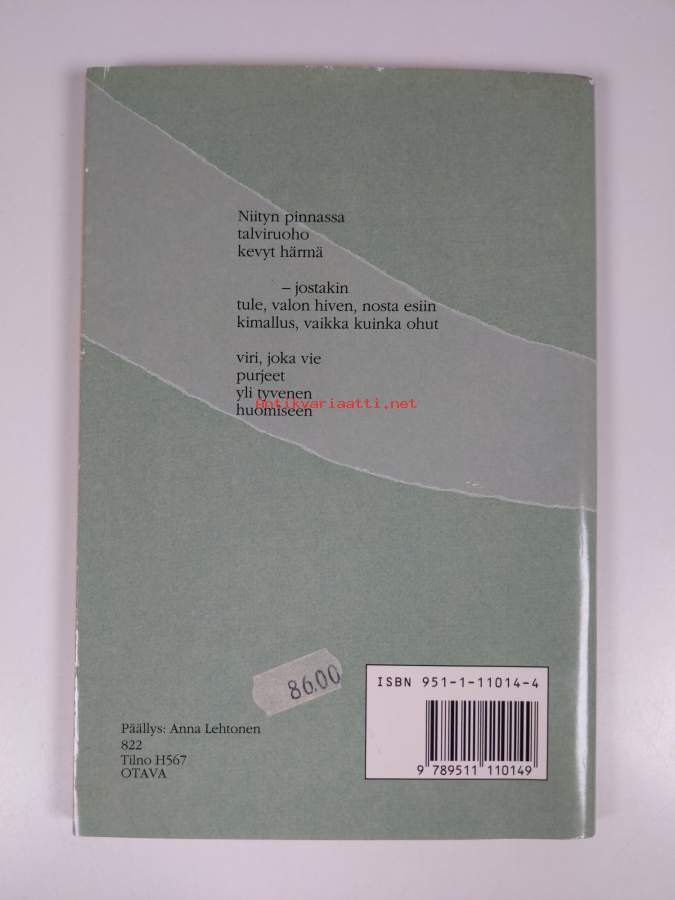 Niityn pinnassa
talviruoho
kevyt härmä
– jostakin
tule, valon hiven, nosta esiin
kimallus, vaikka kuinka ohut
viri, joka vie
purjeet
yli tyvenen
Antikvariaatti.net
huomiseen
86.00
ISBN 951-1-11014-4
9 789511 110149
Päällys: Anna Lehtonen
822
Tilno H567
OTAVA